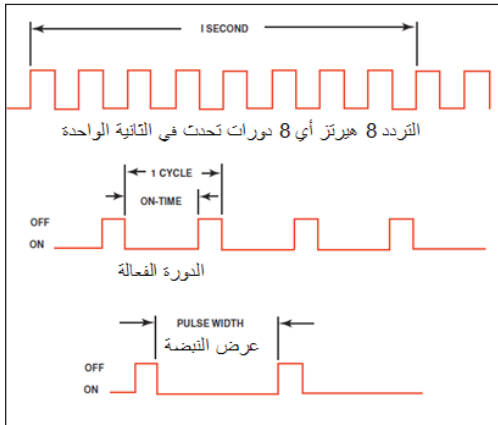 I SECOND
التردد 8 هيرتز أي 8 دورات تحدث في الثانية الواحدة
1 CYCLE
ON-TIME
OFF
ON
الدورة الفعالة
PULSE WIDTH
عرض النبضة
OFF
ON